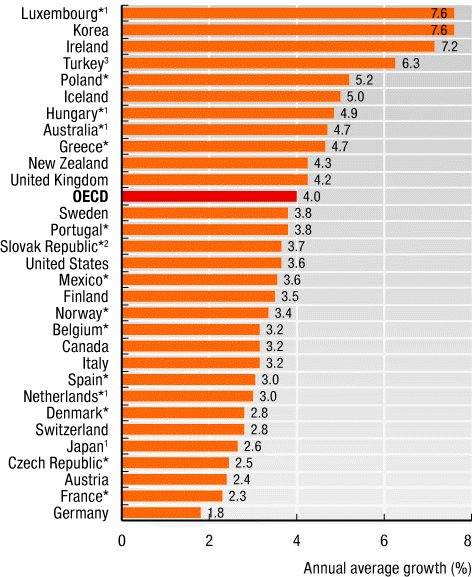 Luxembourg*¹ 7.6
Korea 7.6
Ireland 7.2
Turkey³ 6.3
Poland* 5.2
Iceland 5.0
Hungary*¹ 4.9
Australia*¹ 4.7
Greece* 4.7
New Zealand 4.3
United Kingdom 4.2
OECD 4.0
Sweden 3.8
Portugal* 3.8
Slovak Republic*² 3.7
United States 3.6
Mexico* 3.6
Finland 3.5
Norway* 3.4
Belgium* 3.2
Canada 3.2
Italy 3.2
Spain* 3.0
Netherlands*¹ 3.0
Denmark* 2.8
Switzerland 2.8
Japan¹ 2.6
Czech Republic* 2.5
Austria 2.4
France* 2.3
Germany 1.8
0 2 4 6 8
Annual average growth (%)